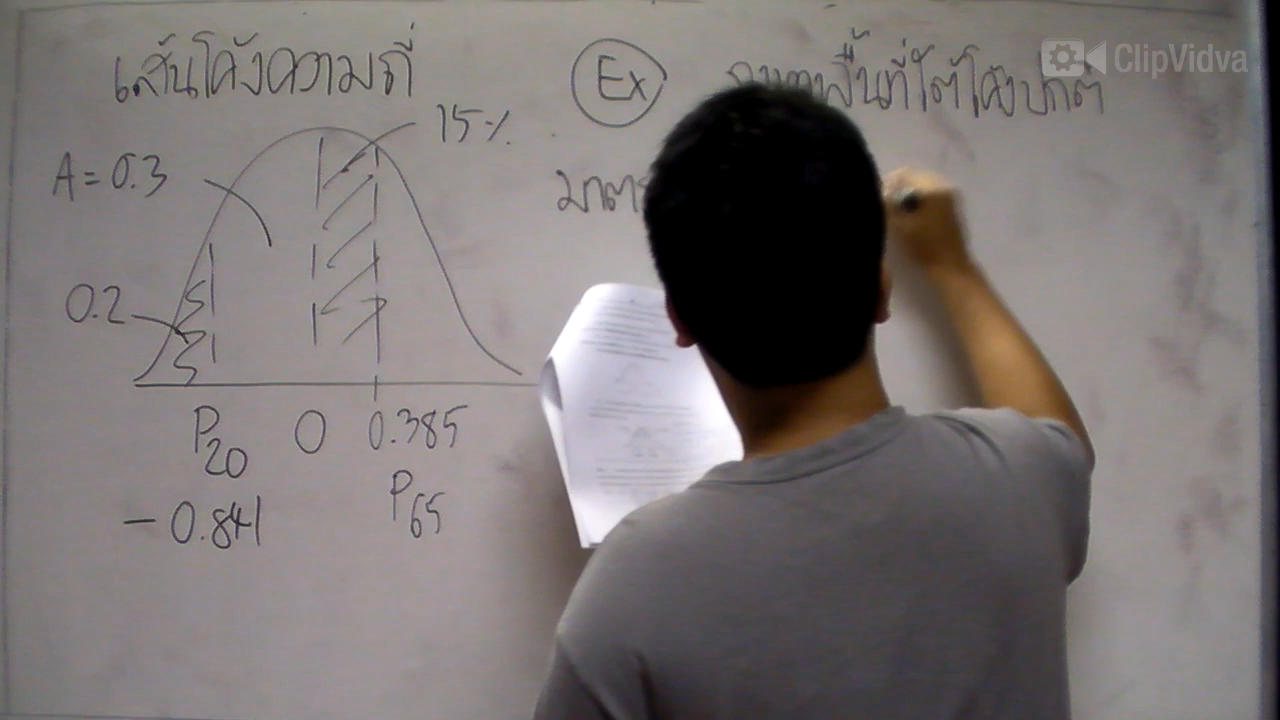 เส้นโค้งความถี่
15%
A = 0.3
0.2
P20 0 0.385
- 0.841 P65
Ex พื้นที่ใต้โค้งปกติ
ClipVidva